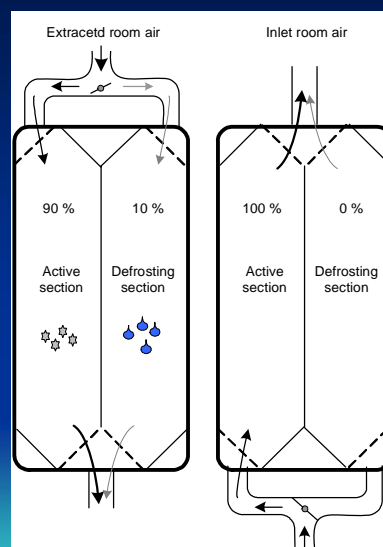 Extracetd room air
Inlet room air
90 %
10 %
100 %
0 %
Active
section
Defrosting
section
Active
section
Defrosting
section